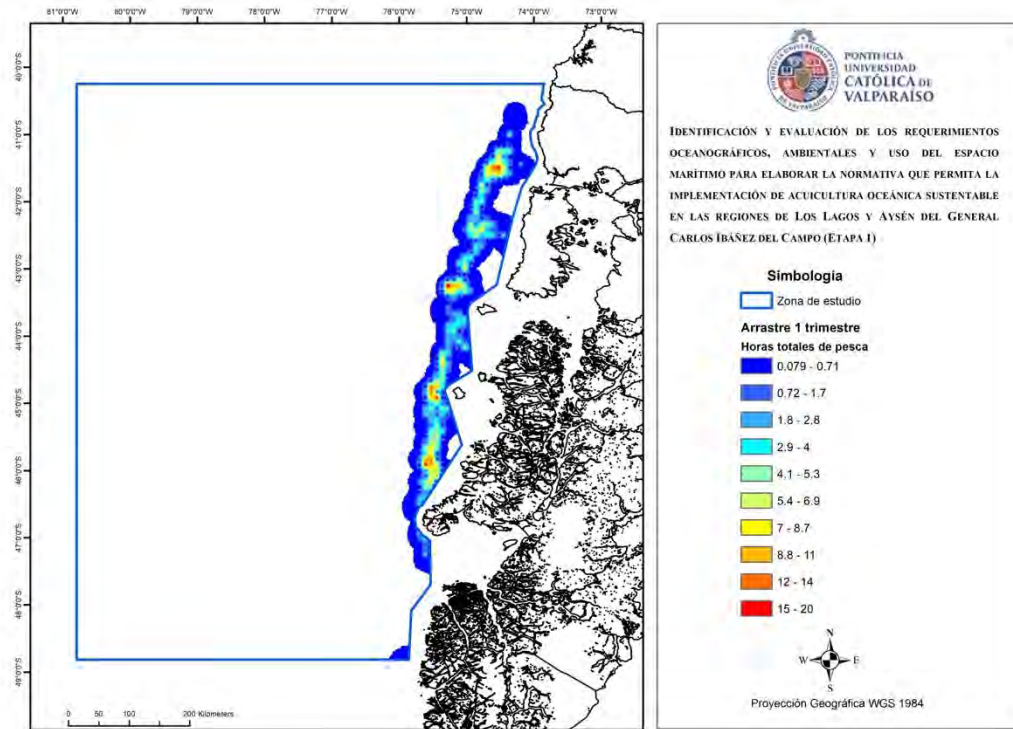 81°0'0"W 80°0'0"W 79°0'0"W 78°0'0"W 77°0'0"W 76°0'0"W 75°0'0"W 74°0'0"W 73°0'0"W
40°0'0"S
41°0'0"S
42°0'0"S
43°0'0"S
44°0'0"S
45°0'0"S
46°0'0"S
47°0'0"S
48°0'0"S
49°0'0"S
0 50 100 200 Kilometers
PONTIFICIA
UNIVERSIDAD
CATÓLICA DE
VALPARAÍSO
IDENTIFICACIÓN Y EVALUACIÓN DE LOS REQUERIMIENTOS
OCEANOGRÁFICOS, AMBIENTALES Y USO DEL ESPACIO
MARÍTIMO PARA ELABORAR LA NORMATIVA QUE PERMITA LA
IMPLEMENTACIÓN DE ACUICULTURA OCEÁNICA SUSTENTABLE
EN LAS REGIONES DE LOS LAGOS Y AYSÉN DEL GENERAL
CARLOS IBÁÑEZ DEL CAMPO (ETAPA I)
Simbología
Zona de estudio
Arrastre 1 trimestre
Horas totales de pesca
0.079 - 0.71
0.72 - 1.7
1.8 - 2.8
2.9 - 4
4.1 - 5.3
5.4 - 6.9
7 - 8.7
8.8 - 11
12 - 14
15 - 20
N
W E
S
Proyección Geográfica WGS 1984